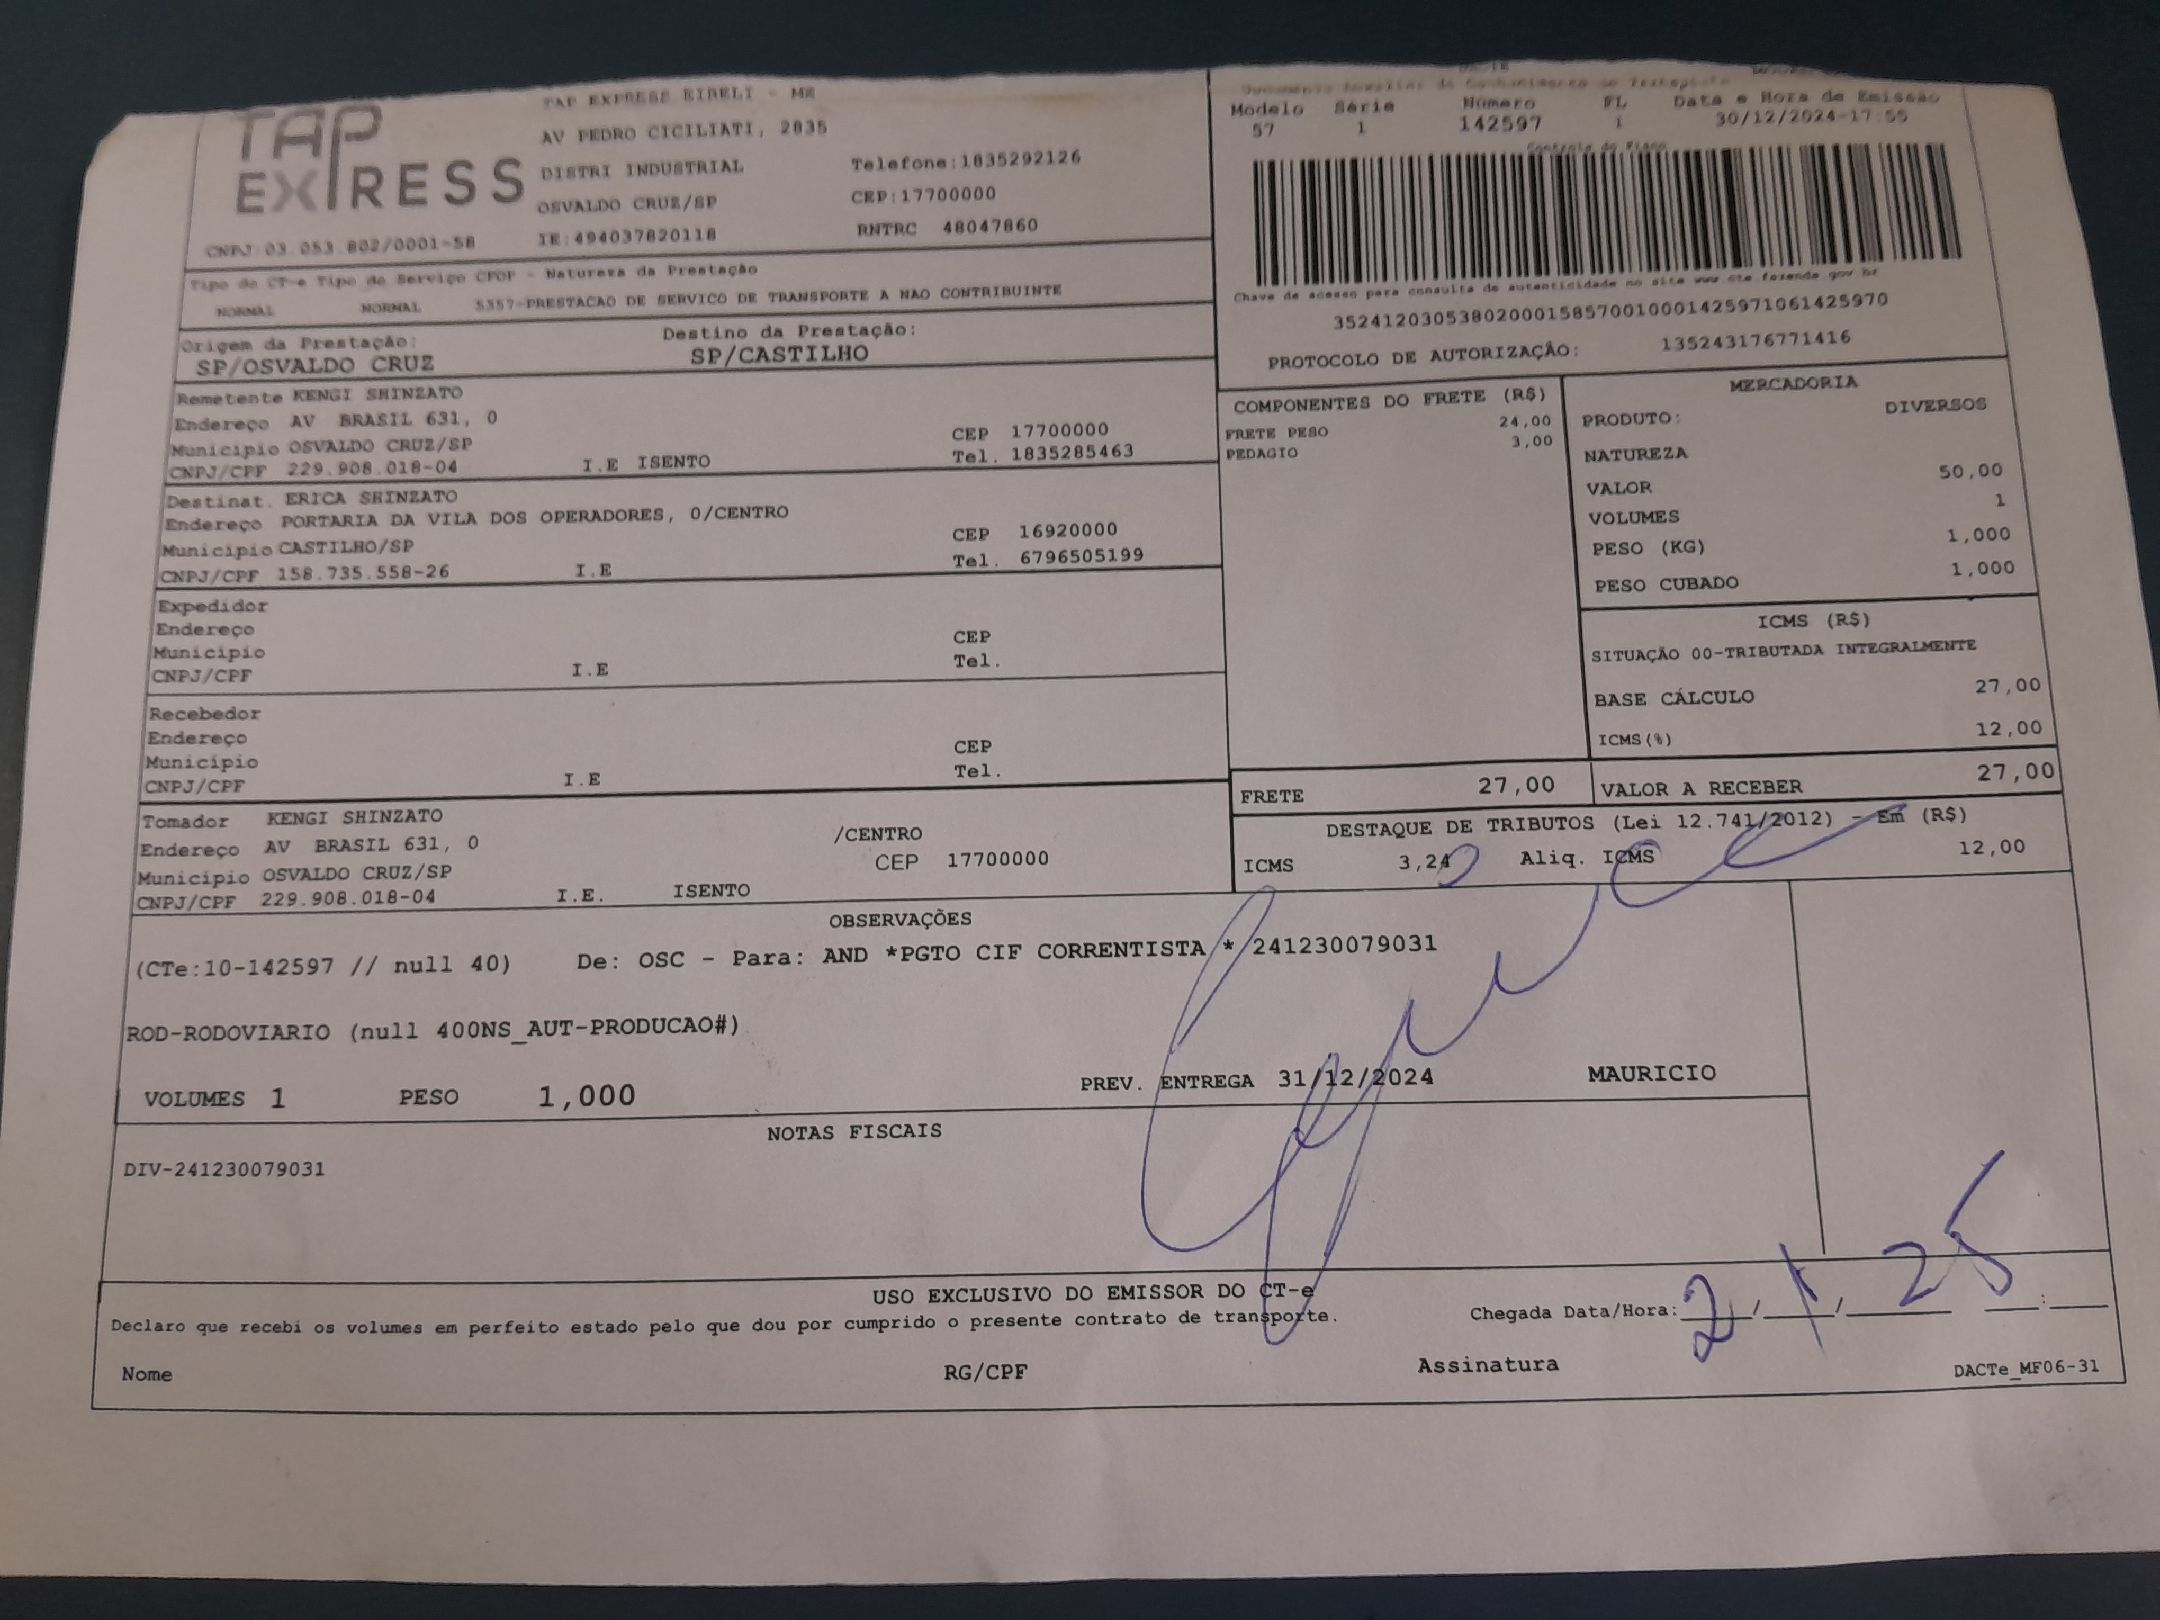 TAP EXPRESS
TAP EXPRESS EIRELI - ME
AV PEDRO CICILIATI, 2035
DISTRI INDUSTRIAL Telefone:1835292126
OSVALDO CRUZ/SP CEP:17700000
CNPJ:03.053.802/0001-58 IE:494037820118 RNTRC 48047860
Documento Auxiliar de Conhecimento de Transporte
Modelo Série Número FL Data e Hora de Emissão
57 1 142597 1 30/12/2024-17:55
Controle do Fisco
Chave de acesso para consulta de autenticidade no site www cte.fazenda.gov.br
35241203053802000158570010001425971061425970
PROTOCOLO DE AUTORIZAÇÃO: 135243176771416
Tipo do CT-e Tipo do Serviço CFOP - Natureza da Prestação
NORMAL NORMAL 5357-PRESTACAO DE SERVICO DE TRANSPORTE A NAO CONTRIBUINTE
Origem da Prestação: Destino da Prestação:
SP/OSVALDO CRUZ SP/CASTILHO
Remetente KENGI SHINZATO
Endereço AV BRASIL 631, 0
Município OSVALDO CRUZ/SP CEP 17700000
CNPJ/CPF 229.908.018-04 I.E ISENTO Tel. 1835285463
Destinat. ERICA SHINZATO
Endereço PORTARIA DA VILA DOS OPERADORES, 0/CENTRO
Município CASTILHO/SP CEP 16920000
CNPJ/CPF 158.735.558-26 I.E Tel. 6796505199
Expedidor
Endereço
Município CEP
CNPJ/CPF I.E Tel.
Recebedor
Endereço
Município CEP
CNPJ/CPF I.E Tel.
Tomador KENGI SHINZATO
Endereço AV BRASIL 631, 0 /CENTRO
Município OSVALDO CRUZ/SP CEP 17700000
CNPJ/CPF 229.908.018-04 I.E. ISENTO
COMPONENTES DO FRETE (R$)
FRETE PESO 24,00
PEDAGIO 3,00
MERCADORIA
PRODUTO: DIVERSOS
NATUREZA
VALOR 50,00
VOLUMES 1
PESO (KG) 1,000
PESO CUBADO 1,000
ICMS (R$)
SITUAÇÃO 00-TRIBUTADA INTEGRALMENTE
BASE CÁLCULO 27,00
ICMS(%) 12,00
FRETE 27,00 VALOR A RECEBER 27,00
DESTAQUE DE TRIBUTOS (Lei 12.741/2012) - Em (R$)
ICMS 3,24 Aliq. ICMS 12,00
OBSERVAÇÕES
(CTe:10-142597 // null 40) De: OSC - Para: AND *PGTO CIF CORRENTISTA * 241230079031
ROD-RODOVIARIO (null 400NS_AUT-PRODUCAO#)
VOLUMES 1 PESO 1,000 PREV. ENTREGA 31/12/2024 MAURICIO
NOTAS FISCAIS
DIV-241230079031
USO EXCLUSIVO DO EMISSOR DO CT-e
Declaro que recebi os volumes em perfeito estado pelo que dou por cumprido o presente contrato de transporte. Chegada Data/Hora: 2/1/25 :
Nome RG/CPF Assinatura DACTe_MF06-31